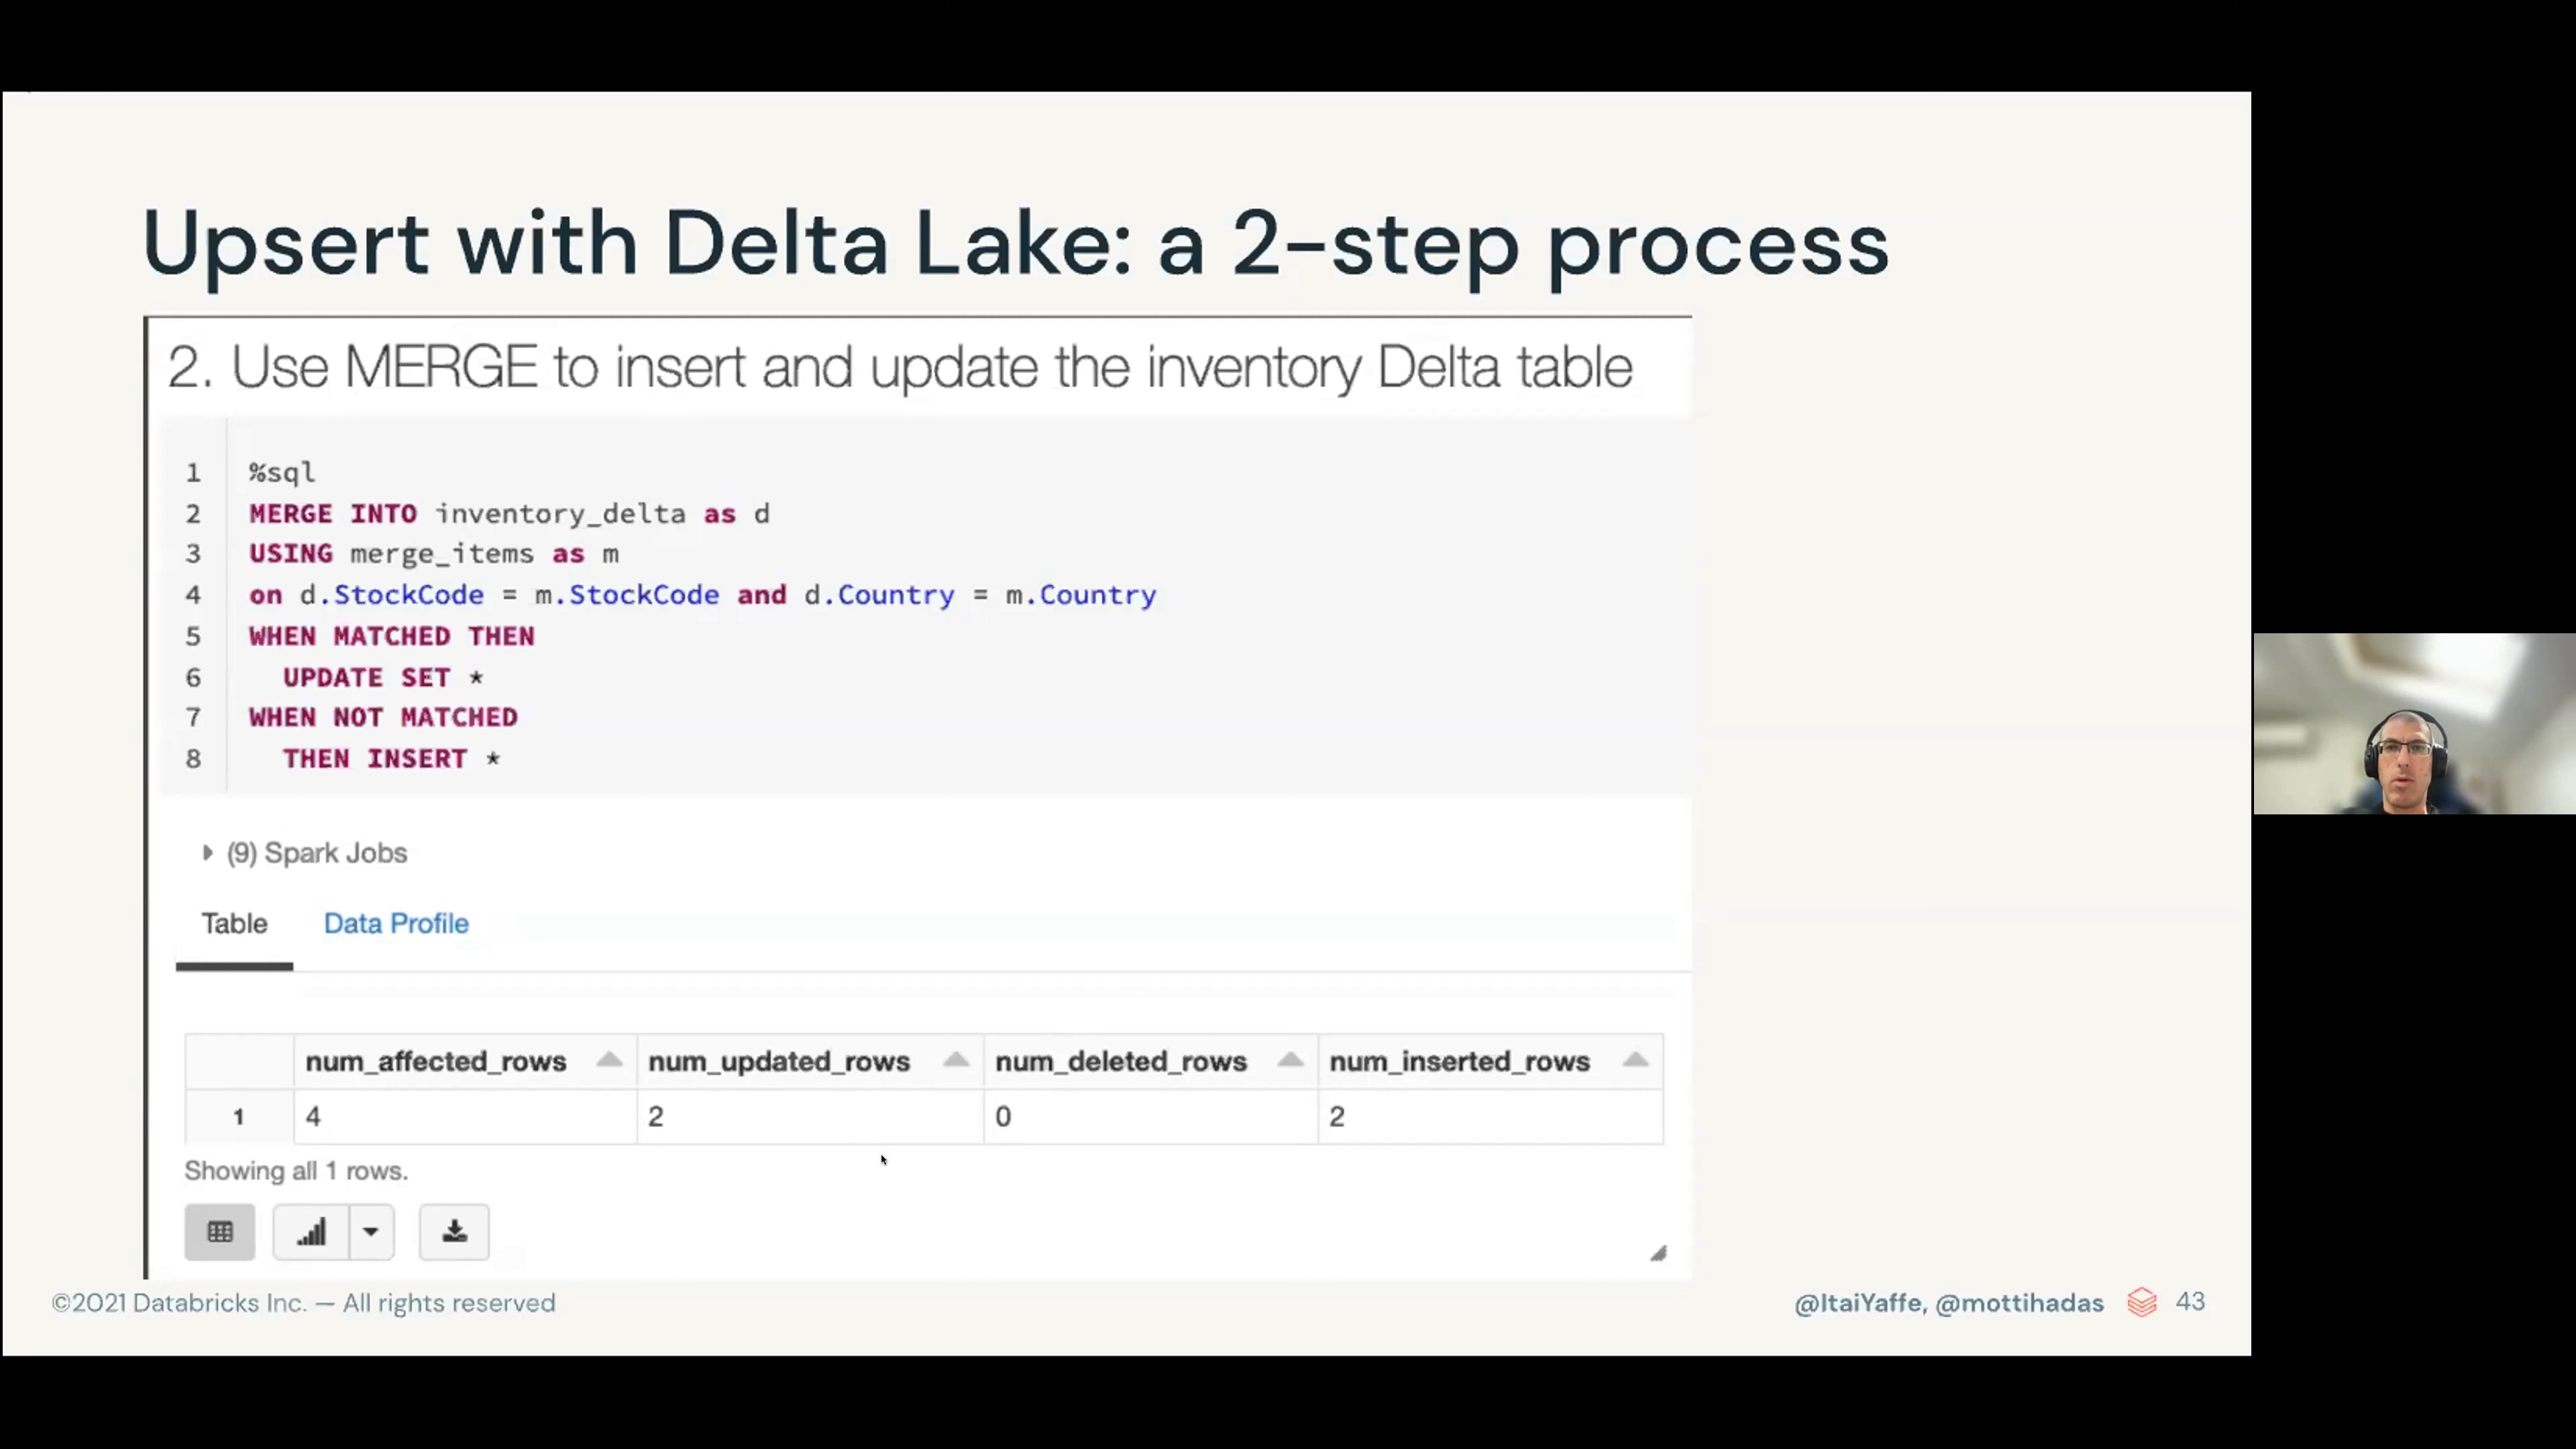 Upsert with Delta Lake: a 2-step process
2. Use MERGE to insert and update the inventory Delta table
1 %sql
2 MERGE INTO inventory_delta as d
3 USING merge_items as m
4 on d.StockCode = m.StockCode and d.Country = m.Country
5 WHEN MATCHED THEN
6 UPDATE SET *
7 WHEN NOT MATCHED
8 THEN INSERT *
(9) Spark Jobs
Table Data Profile
num_affected_rows num_updated_rows num_deleted_rows num_inserted_rows
1 4 2 0 2
Showing all 1 rows.
©2021 Databricks Inc. — All rights reserved @ItaiYaffe, @mottihadas 43